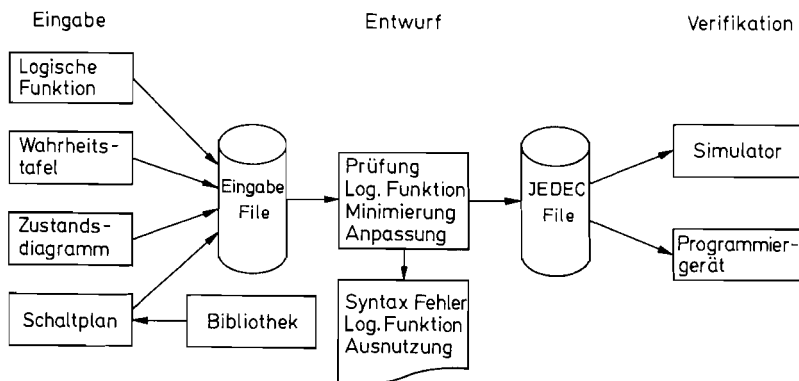 Eingabe
Entwurf
Verifikation
Logische
Funktion
Wahrheits-
tafel
Zustands-
diagramm
Schaltplan
Bibliothek
Eingabe
File
Prüfung
Log. Funktion
Minimierung
Anpassung
Syntax Fehler
Log. Funktion
Ausnutzung
JEDEC
File
Simulator
Programmier-
gerät